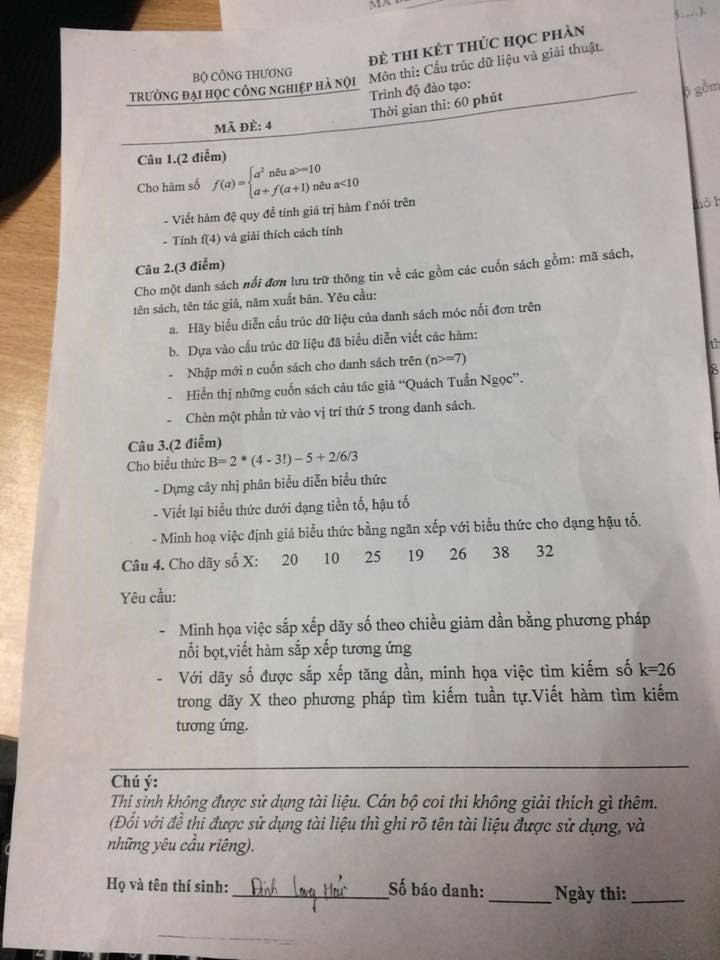 BỘ CÔNG THƯƠNG
TRƯỜNG ĐẠI HỌC CÔNG NGHIỆP HÀ NỘI
MÃ ĐỀ: 4
ĐỀ THI KẾT THÚC HỌC PHẦN
Môn thi: Cấu trúc dữ liệu và giải thuật.
Trình độ đào tạo:
Thời gian thi: 60 phút
Câu 1.(2 điểm)
Cho hàm số f(a) = { a² nêu a>=10
a + f(a+1) nêu a<10
- Viết hàm đệ quy để tính giá trị hàm f nói trên
- Tính f(4) và giải thích cách tính
Câu 2.(3 điểm)
Cho một danh sách nối đơn lưu trữ thông tin về các gồm các cuốn sách gồm: mã sách,
tên sách, tên tác giả, năm xuất bản. Yêu cầu:
a. Hãy biểu diễn cấu trúc dữ liệu của danh sách móc nối đơn trên
b. Dựa vào cấu trúc dữ liệu đã biểu diễn viết các hàm:
- Nhập mới n cuốn sách cho danh sách trên (n>=7)
- Hiển thị những cuốn sách cảu tác giả “Quách Tuấn Ngọc”.
- Chèn một phần tử vào vị trí thứ 5 trong danh sách.
Câu 3.(2 điểm)
Cho biểu thức B= 2 * (4 - 3!) – 5 + 2/6/3
- Dựng cây nhị phân biểu diễn biểu thức
- Viết lại biểu thức dưới dạng tiền tố, hậu tố
- Minh hoạ việc định giá biểu thức bằng ngăn xếp với biểu thức cho dạng hậu tố.
Câu 4. Cho dãy số X: 20 10 25 19 26 38 32
Yêu cầu:
- Minh họa việc sắp xếp dãy số theo chiều giảm dần bằng phương pháp
nổi bọt,viết hàm sắp xếp tương ứng
- Với dãy số được sắp xếp tăng dần, minh họa việc tìm kiếm số k=26
trong dãy X theo phương pháp tìm kiếm tuần tự.Viết hàm tìm kiếm
tương ứng.
Chú ý:
Thí sinh không được sử dụng tài liệu. Cán bộ coi thi không giải thích gì thêm.
(Đối với đề thi được sử dụng tài liệu thì ghi rõ tên tài liệu được sử dụng, và
những yêu cầu riêng).
Họ và tên thí sinh: Đinh Long Số báo danh: Ngày thi: